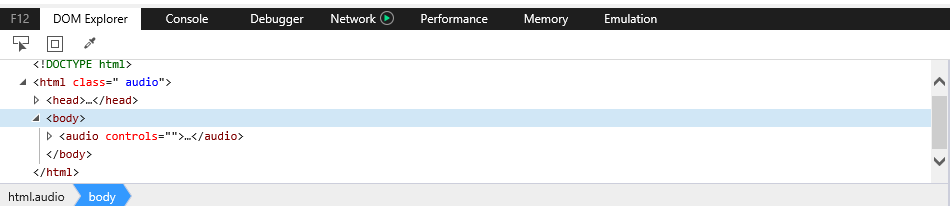 F12 DOM Explorer Console Debugger Network Performance Memory Emulation
<!DOCTYPE html>
<html class=" audio">
<head>…</head>
<body>
<audio controls="">…</audio>
</body>
</html>
html.audio body